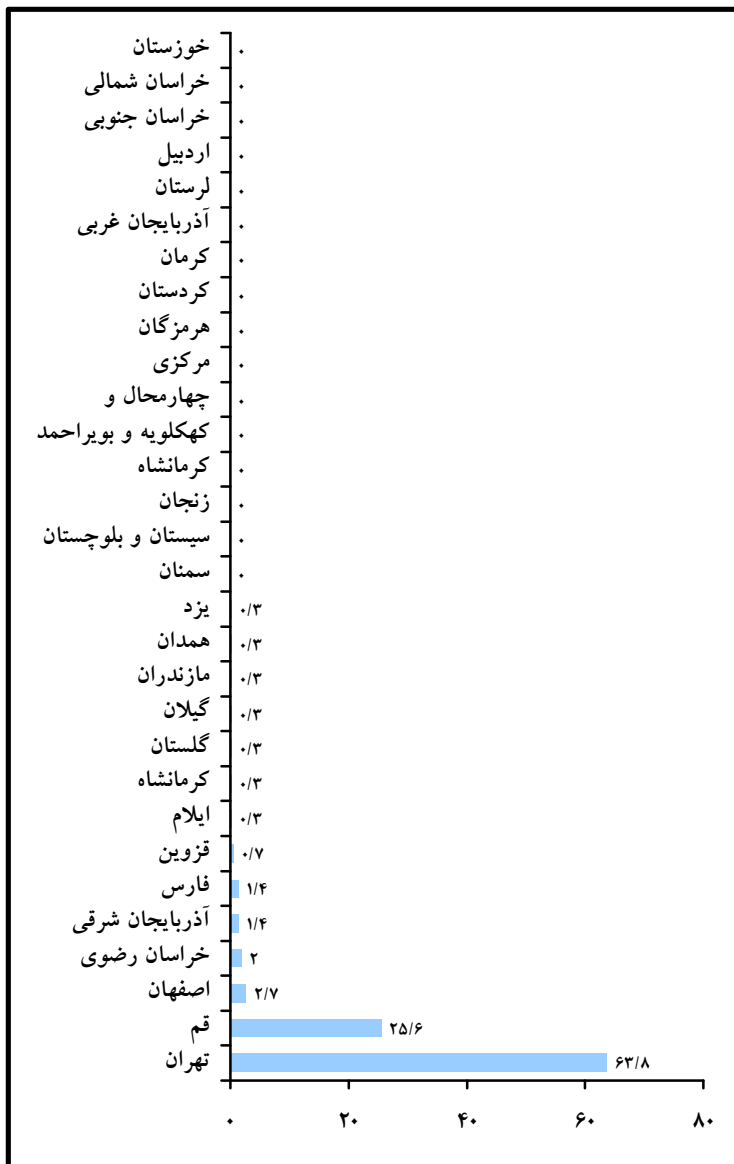 خوزستان ۰
خراسان شمالی ۰
خراسان جنوبی ۰
اردبیل ۰
لرستان ۰
آذربایجان غربی ۰
کرمان ۰
کردستان ۰
هرمزگان ۰
مرکزی ۰
چهارمحال و ۰
کهکلویه و بویراحمد ۰
کرمانشاه ۰
زنجان ۰
سیستان و بلوچستان ۰
سمنان ۰
یزد ۰/۳
همدان ۰/۳
مازندران ۰/۳
گیلان ۰/۳
گلستان ۰/۳
کرمانشاه ۰/۳
ایلام ۰/۳
قزوین ۰/۷
فارس ۱/۴
آذربایجان شرقی ۱/۴
خراسان رضوی ۲
اصفهان ۲/۷
قم ۲۵/۶
تهران ۶۳/۸
۰ ۲۰ ۴۰ ۶۰ ۸۰